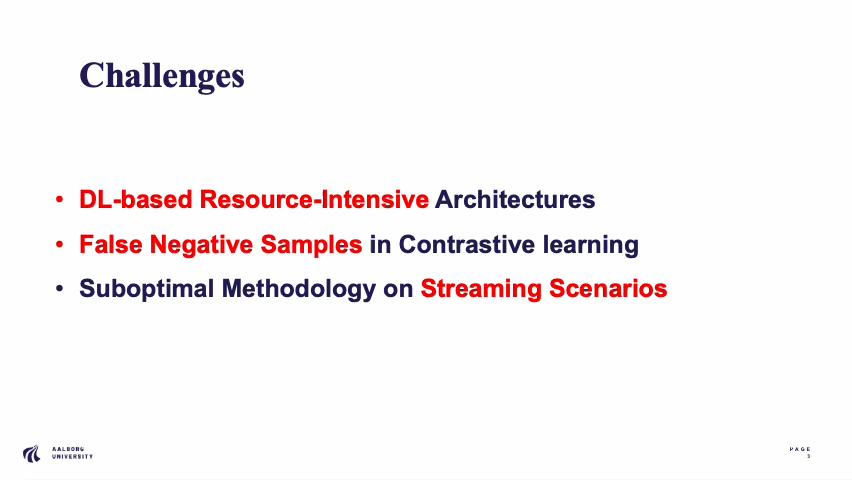 Challenges
• DL-based Resource-Intensive Architectures
• False Negative Samples in Contrastive learning
• Suboptimal Methodology on Streaming Scenarios
AALBORG
UNIVERSITY
PAGE
3